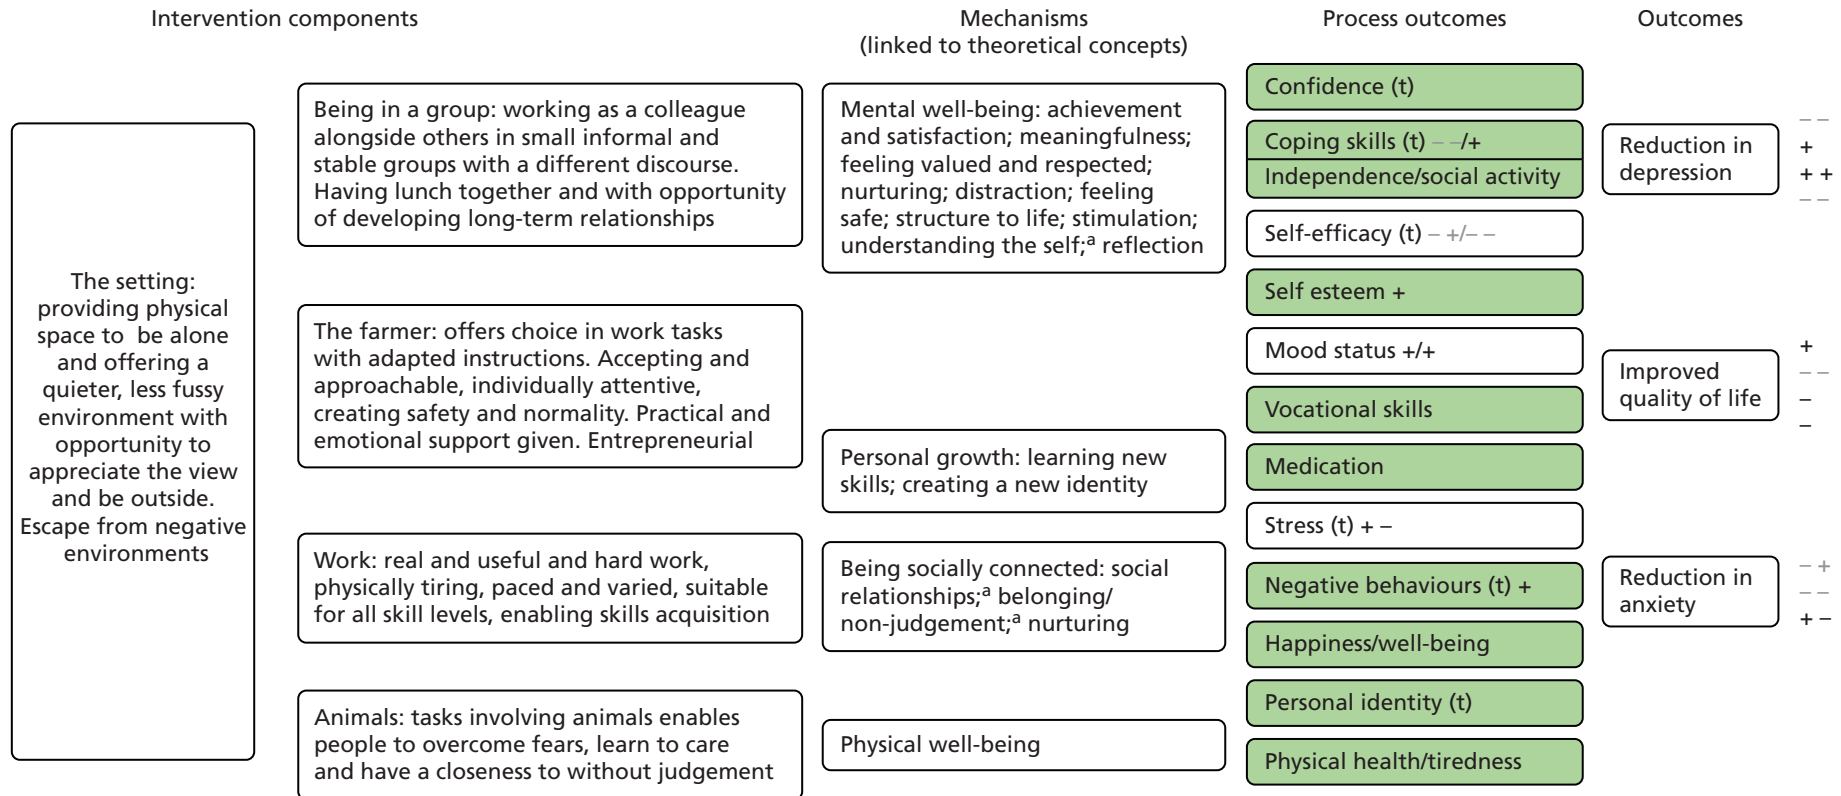 Intervention components
Mechanisms
(linked to theoretical concepts)
Process outcomes
Outcomes
The setting:
providing physical
space to be alone
and offering a
quieter, less fussy
environment with
opportunity to
appreciate the view
and be outside.
Escape from negative
environments
Being in a group: working as a colleague
alongside others in small informal and
stable groups with a different discourse.
Having lunch together and with opportunity
of developing long-term relationships
The farmer: offers choice in work tasks
with adapted instructions. Accepting and
approachable, individually attentive,
creating safety and normality. Practical and
emotional support given. Entrepreneurial
Work: real and useful and hard work,
physically tiring, paced and varied, suitable
for all skill levels, enabling skills acquisition
Animals: tasks involving animals enables
people to overcome fears, learn to care
and have a closeness to without judgement
Mental well-being: achievement
and satisfaction; meaningfulness;
feeling valued and respected;
nurturing; distraction; feeling
safe; structure to life; stimulation;
understanding the self;ᵃ reflection
Personal growth: learning new
skills; creating a new identity
Being socially connected: social
relationships;ᵃ belonging/
non-judgement;ᵃ nurturing
Physical well-being
Confidence (t)
Coping skills (t) – –/+
Independence/social activity
Self-efficacy (t) – +/– –
Self esteem +
Mood status +/+
Vocational skills
Medication
Stress (t) + –
Negative behaviours (t) +
Happiness/well-being
Personal identity (t)
Physical health/tiredness
Reduction in
depression
– –
+
+ +
– –
Improved
quality of life
+
– –
–
–
Reduction in
anxiety
– +
– –
+ –